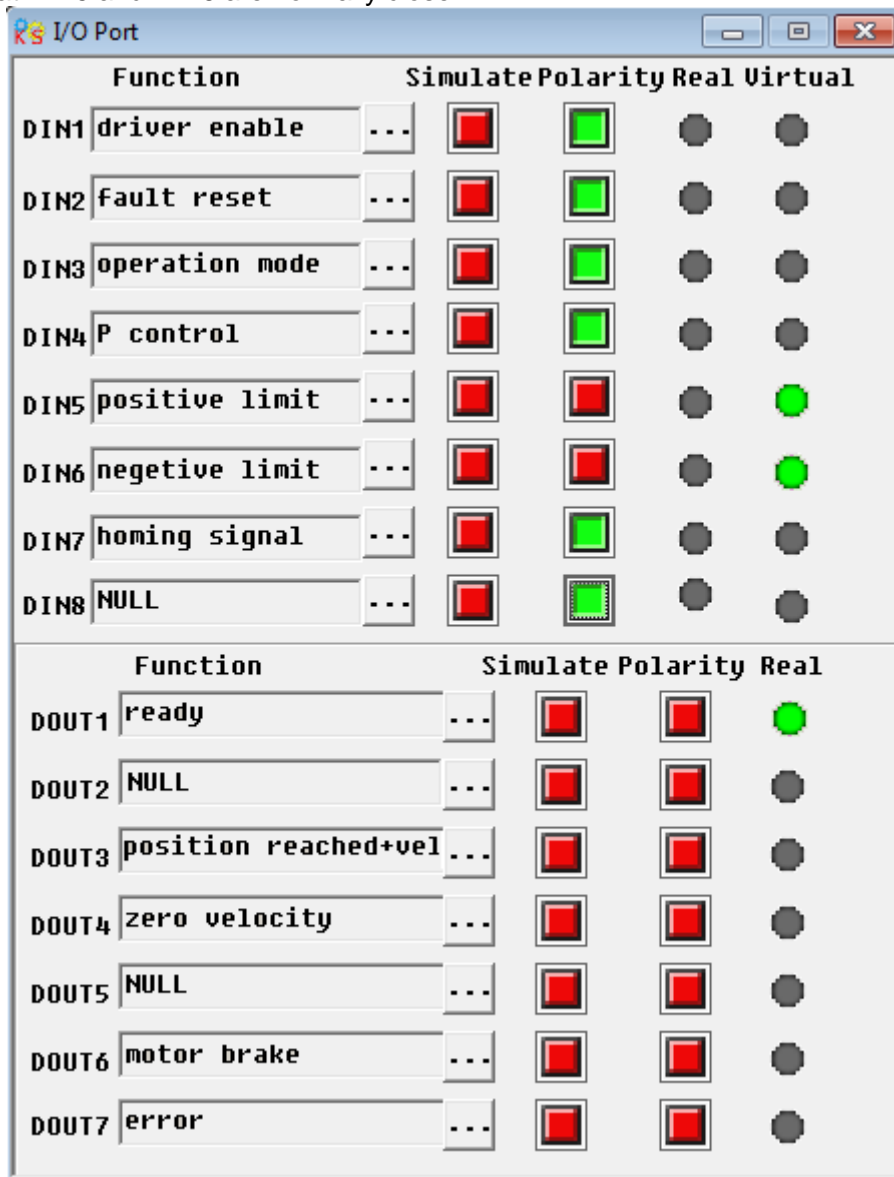 I/O Port
Function Simulate Polarity Real Virtual
DIN1 driver enable ...
DIN2 fault reset ...
DIN3 operation mode ...
DIN4 P control ...
DIN5 positive limit ...
DIN6 negetive limit ...
DIN7 homing signal ...
DIN8 NULL ...
Function Simulate Polarity Real
DOUT1 ready ...
DOUT2 NULL ...
DOUT3 position reached+vel ...
DOUT4 zero velocity ...
DOUT5 NULL ...
DOUT6 motor brake ...
DOUT7 error ...